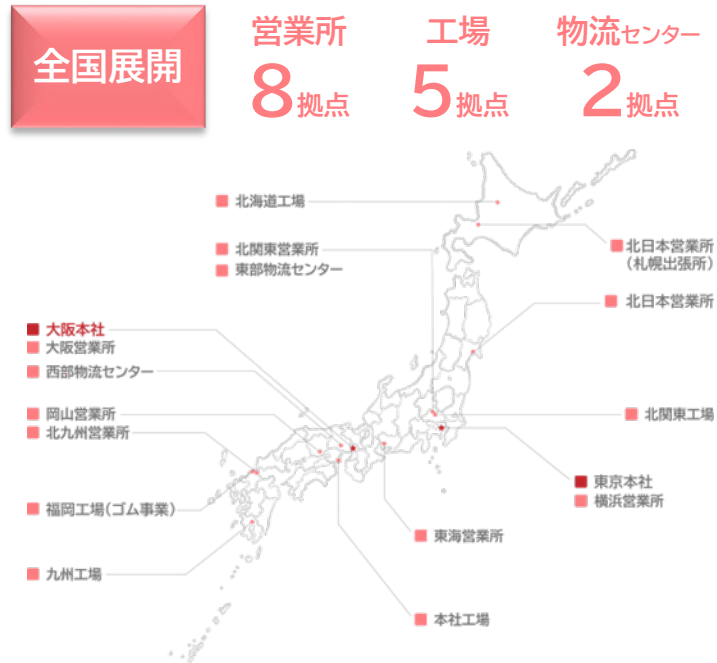 全国展開
営業所
8拠点
工場
5拠点
物流センター
2拠点
北海道工場
北関東営業所
東部物流センター
北日本営業所
（札幌出張所）
北日本営業所
大阪本社
大阪営業所
西部物流センター
岡山営業所
北九州営業所
北関東工場
東京本社
横浜営業所
福岡工場（ゴム事業）
東海営業所
九州工場
本社工場